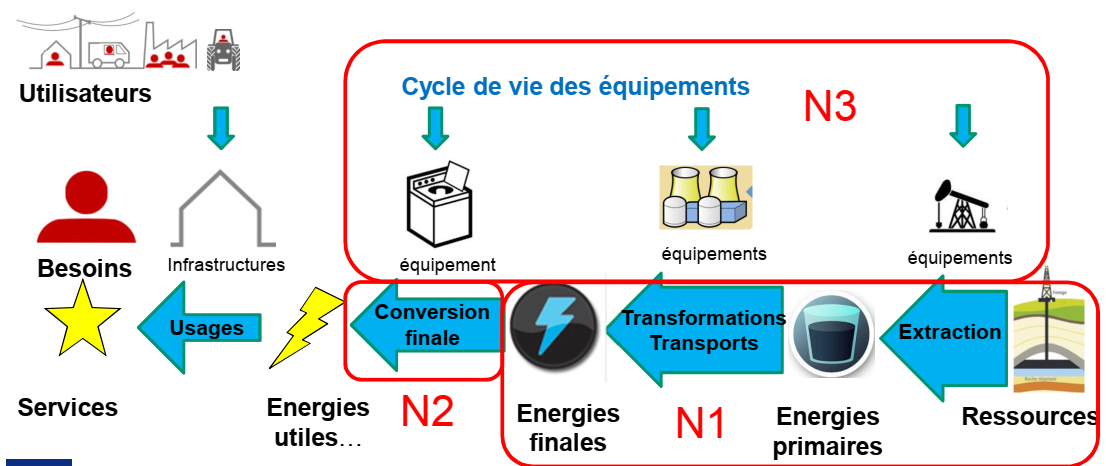 Utilisateurs
Cycle de vie des équipements
N3
Besoins
Infrastructures
équipement
équipements
équipements
Usages
Conversion
finale
Transformations
Transports
Extraction
Services
Energies
utiles…
N2
Energies
finales
N1
Energies
primaires
Ressources